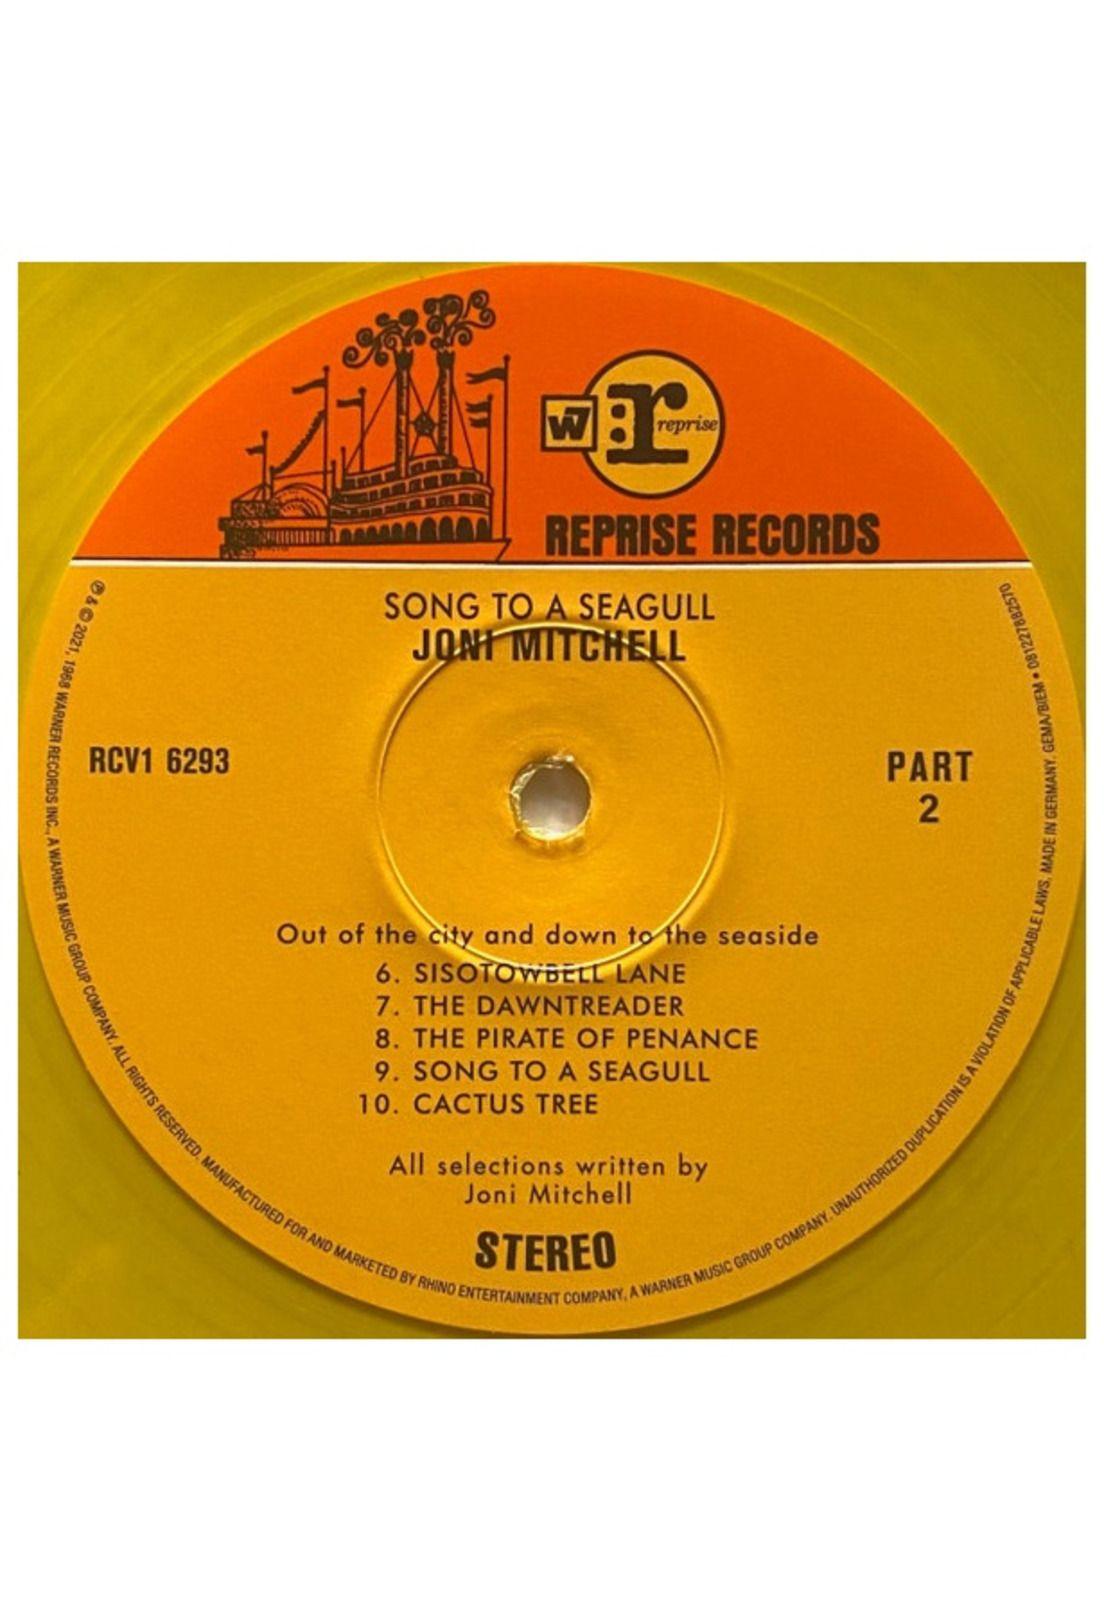 W7
r: reprise
REPRISE RECORDS
SONG TO A SEAGULL
JONI MITCHELL
RCV1 6293
PART
2
Out of the city and down to the seaside
6. SISOTOWBELL LANE
7. THE DAWNTREADER
8. THE PIRATE OF PENANCE
9. SONG TO A SEAGULL
10. CACTUS TREE
All selections written by
Joni Mitchell
STEREO
℗ & © 2021, 1968 WARNER RECORDS INC., A WARNER MUSIC GROUP COMPANY. ALL RIGHTS RESERVED. MANUFACTURED FOR AND MARKETED BY RHINO ENTERTAINMENT COMPANY, A WARNER MUSIC GROUP COMPANY. UNAUTHORIZED DUPLICATION IS A VIOLATION OF APPLICABLE LAWS. MADE IN GERMANY. GEMA/BIEM • 081227882570